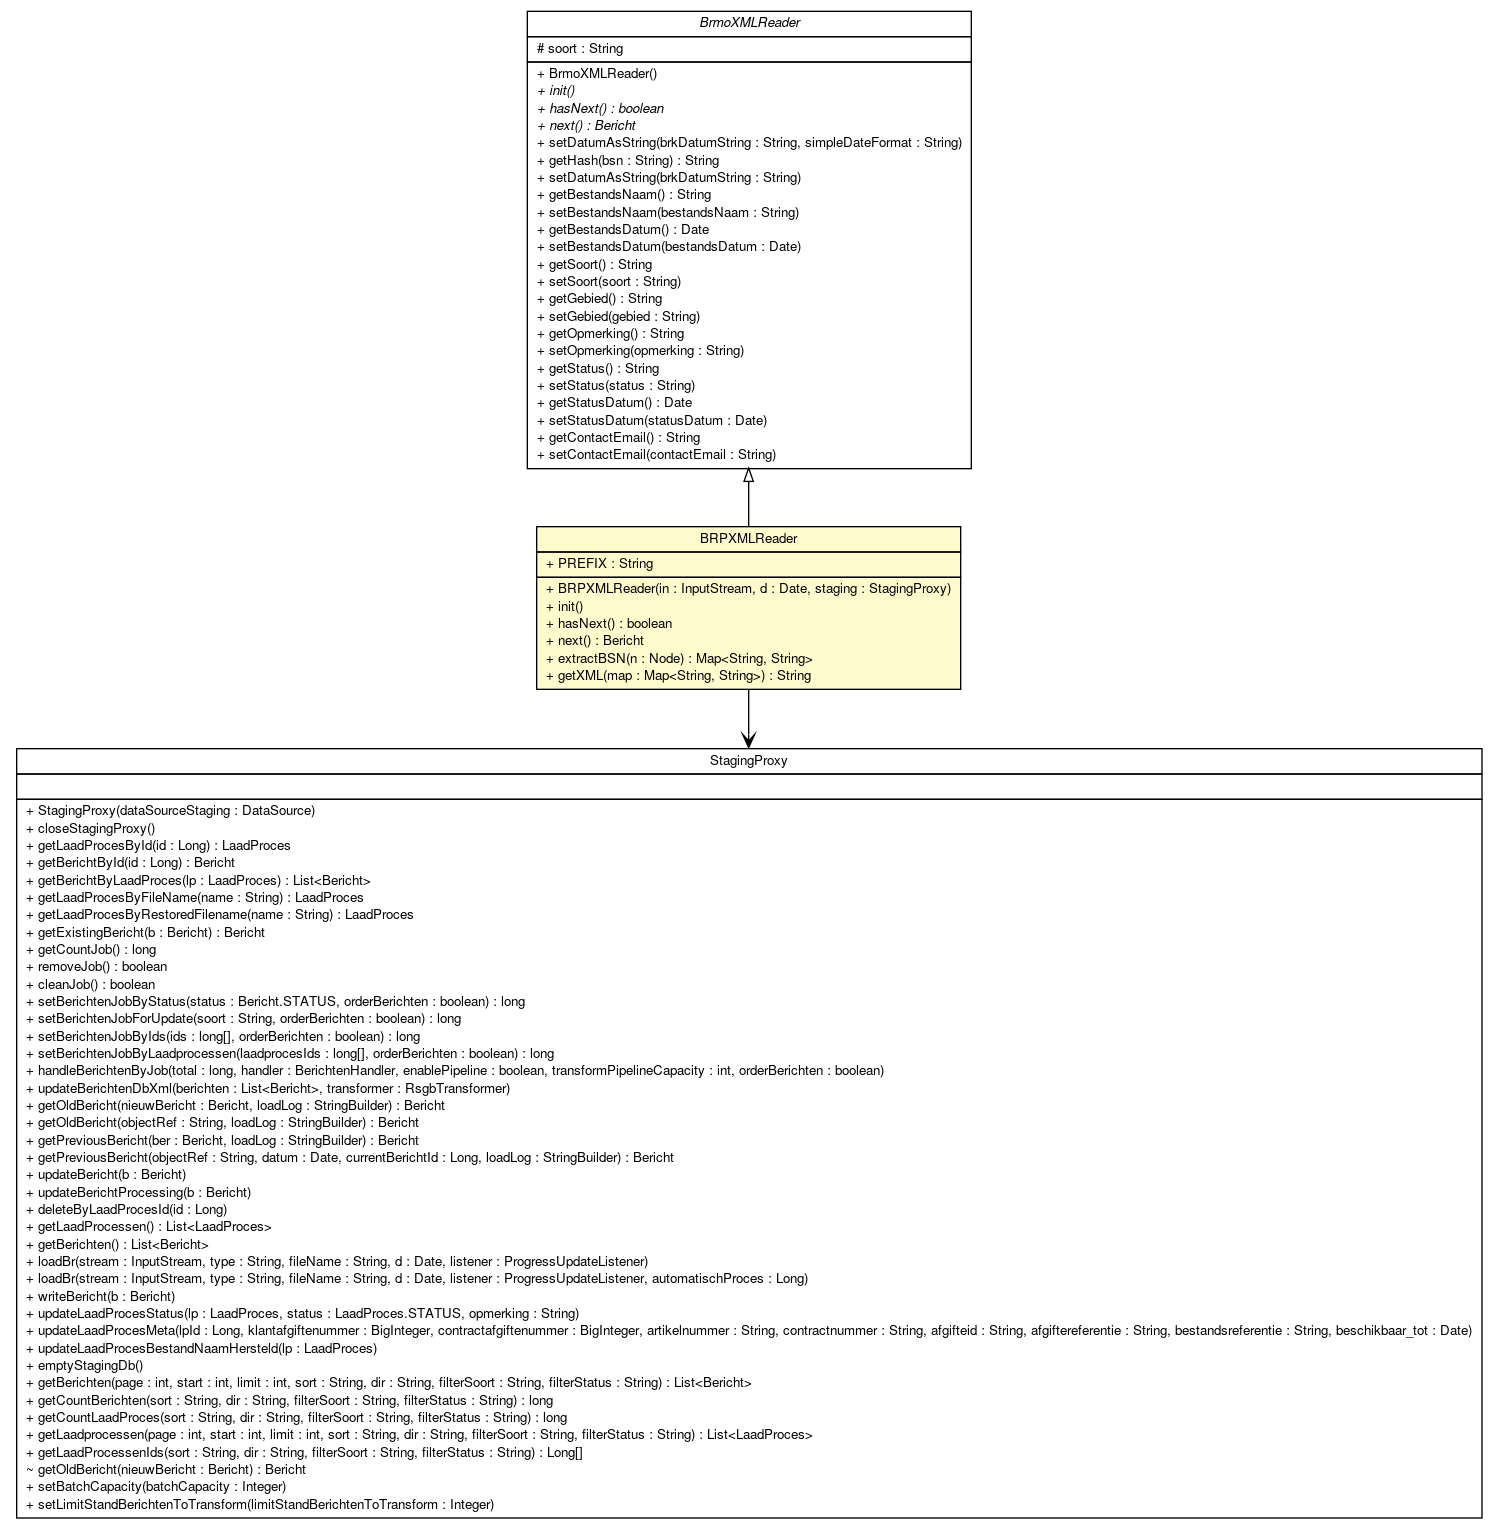 BrmoXMLReader
# soort : String
+ BrmoXMLReader()
+ init()
+ hasNext() : boolean
+ next() : Bericht
+ setDatumAsString(brkDatumString : String, simpleDateFormat : String)
+ getHash(bsn : String) : String
+ setDatumAsString(brkDatumString : String)
+ getBestandsNaam() : String
+ setBestandsNaam(bestandsNaam : String)
+ getBestandsDatum() : Date
+ setBestandsDatum(bestandsDatum : Date)
+ getSoort() : String
+ setSoort(soort : String)
+ getGebied() : String
+ setGebied(gebied : String)
+ getOpmerking() : String
+ setOpmerking(opmerking : String)
+ getStatus() : String
+ setStatus(status : String)
+ getStatusDatum() : Date
+ setStatusDatum(statusDatum : Date)
+ getContactEmail() : String
+ setContactEmail(contactEmail : String)
BRPXMLReader
+ PREFIX : String
+ BRPXMLReader(in : InputStream, d : Date, staging : StagingProxy)
+ init()
+ hasNext() : boolean
+ next() : Bericht
+ extractBSN(n : Node) : Map<String, String>
+ getXML(map : Map<String, String>) : String
StagingProxy
+ StagingProxy(dataSourceStaging : DataSource)
+ closeStagingProxy()
+ getLaadProcesById(id : Long) : LaadProces
+ getBerichtById(id : Long) : Bericht
+ getBerichtByLaadProces(lp : LaadProces) : List<Bericht>
+ getLaadProcesByFileName(name : String) : LaadProces
+ getLaadProcesByRestoredFilename(name : String) : LaadProces
+ getExistingBericht(b : Bericht) : Bericht
+ getCountJob() : long
+ removeJob() : boolean
+ cleanJob() : boolean
+ setBerichtenJobByStatus(status : Bericht.STATUS, orderBerichten : boolean) : long
+ setBerichtenJobForUpdate(soort : String, orderBerichten : boolean) : long
+ setBerichtenJobByIds(ids : long[], orderBerichten : boolean) : long
+ setBerichtenJobByLaadprocessen(laadprocesIds : long[], orderBerichten : boolean) : long
+ handleBerichtenByJob(total : long, handler : BerichtenHandler, enablePipeline : boolean, transformPipelineCapacity : int, orderBerichten : boolean)
+ updateBerichtenDbXml(berichten : List<Bericht>, transformer : RsgbTransformer)
+ getOldBericht(nieuwBericht : Bericht, loadLog : StringBuilder) : Bericht
+ getOldBericht(objectRef : String, loadLog : StringBuilder) : Bericht
+ getPreviousBericht(ber : Bericht, loadLog : StringBuilder) : Bericht
+ getPreviousBericht(objectRef : String, datum : Date, currentBerichtId : Long, loadLog : StringBuilder) : Bericht
+ updateBericht(b : Bericht)
+ updateBerichtProcessing(b : Bericht)
+ deleteByLaadProcesId(id : Long)
+ getLaadProcessen() : List<LaadProces>
+ getBerichten() : List<Bericht>
+ loadBr(stream : InputStream, type : String, fileName : String, d : Date, listener : ProgressUpdateListener)
+ loadBr(stream : InputStream, type : String, fileName : String, d : Date, listener : ProgressUpdateListener, automatischProces : Long)
+ writeBericht(b : Bericht)
+ updateLaadProcesStatus(lp : LaadProces, status : LaadProces.STATUS, opmerking : String)
+ updateLaadProcesMeta(lpId : Long, klantafgiftenummer : BigInteger, contractafgiftenummer : BigInteger, artikelnummer : String, contractnummer : String, afgifteid : String, afgiftereferentie : String, bestandsreferentie : String, beschikbaar_tot : Date)
+ updateLaadProcesBestandNaamHersteld(lp : LaadProces)
+ emptyStagingDb()
+ getBerichten(page : int, start : int, limit : int, sort : String, dir : String, filterSoort : String, filterStatus : String) : List<Bericht>
+ getCountBerichten(sort : String, dir : String, filterSoort : String, filterStatus : String) : long
+ getCountLaadProces(sort : String, dir : String, filterSoort : String, filterStatus : String) : long
+ getLaadprocessen(page : int, start : int, limit : int, sort : String, dir : String, filterSoort : String, filterStatus : String) : List<LaadProces>
+ getLaadProcessenIds(sort : String, dir : String, filterSoort : String, filterStatus : String) : Long[]
~ getOldBericht(nieuwBericht : Bericht) : Bericht
+ setBatchCapacity(batchCapacity : Integer)
+ setLimitStandBerichtenToTransform(limitStandBerichtenToTransform : Integer)